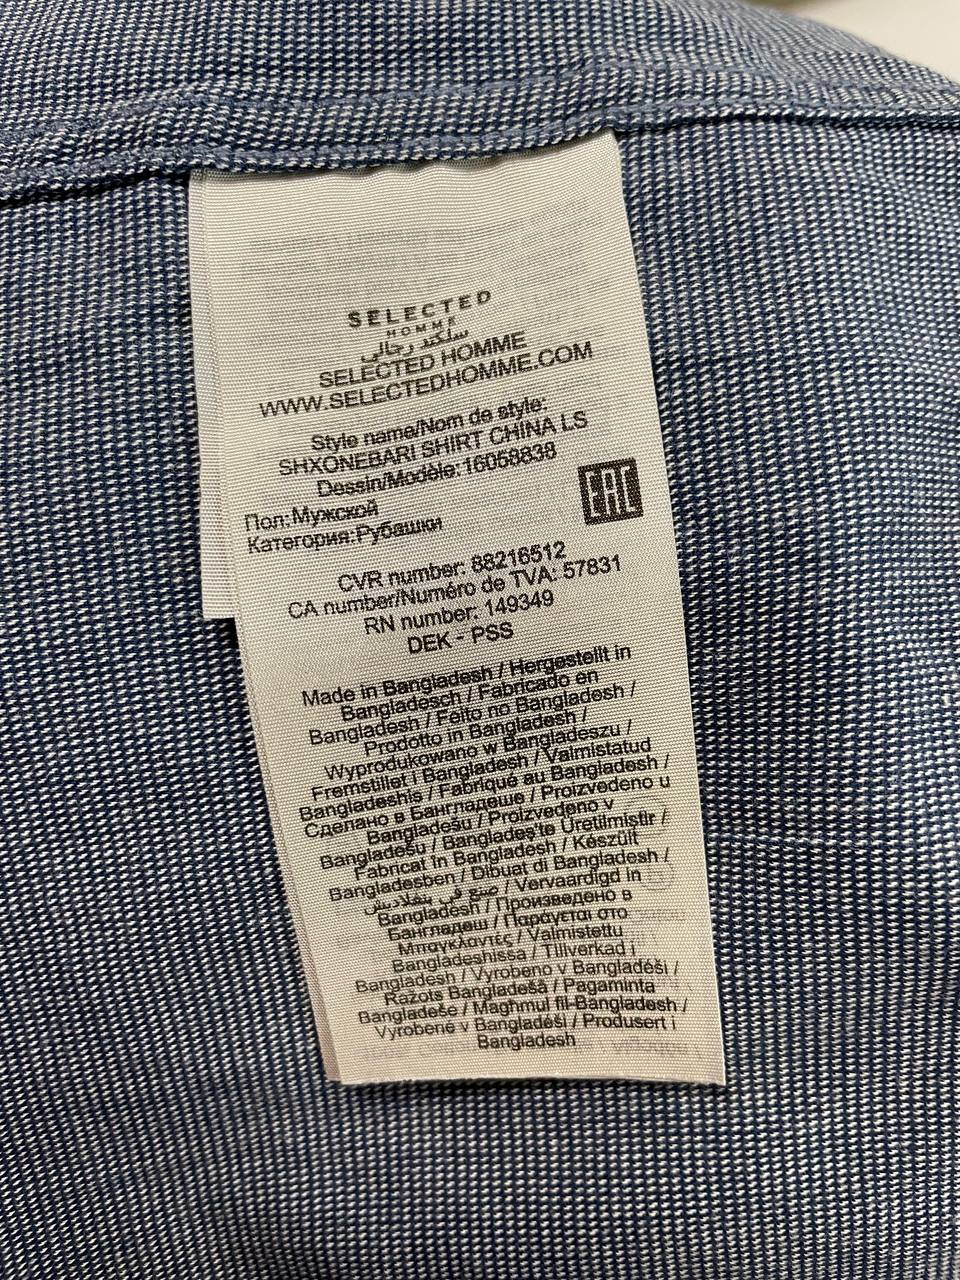 SELECTED
HOMME
سلكتد رجالي
SELECTED HOMME
WWW.SELECTEDHOMME.COM
Style name/Nom de style:
SHXONEBARI SHIRT CHINA LS
Dessin/Modèle:16058838
Пол:Мужской
Категория:Рубашки
EAC
CVR number: 88216512
CA number/Numéro de TVA: 57831
RN number: 149349
DEK - PSS
Made in Bangladesh / Hergestellt in
Bangladesch / Fabricado en
Bangladesh / Feito no Bangladesh /
Prodotto in Bangladesh /
Wyprodukowano w Bangladeszu /
Fremstillet i Bangladesh / Valmistatud
Bangladeshis / Fabriqué au Bangladesh /
Сделано в Бангладеше / Proizvedeno u
Bangladešu / Proizvedeno v
Bangladešu / Bangladeş'te Üretilmiştir /
Fabricat în Bangladesh / Készült
Bangladesben / Dibuat di Bangladesh /
صنع في بنغلاديش / Vervaardigd in
Bangladesh / Произведено в
Бангладеш / Παράγεται στο
Μπαγκλαντές / Valmistettu
Bangladeshissa / Tillverkad i
Bangladesh / Vyrobeno v Bangladéši /
Ražots Bangladešā / Pagaminta
Bangladeše / Magħmul fil-Bangladesh /
Vyrobené v Bangladéši / Produsert i
Bangladesh